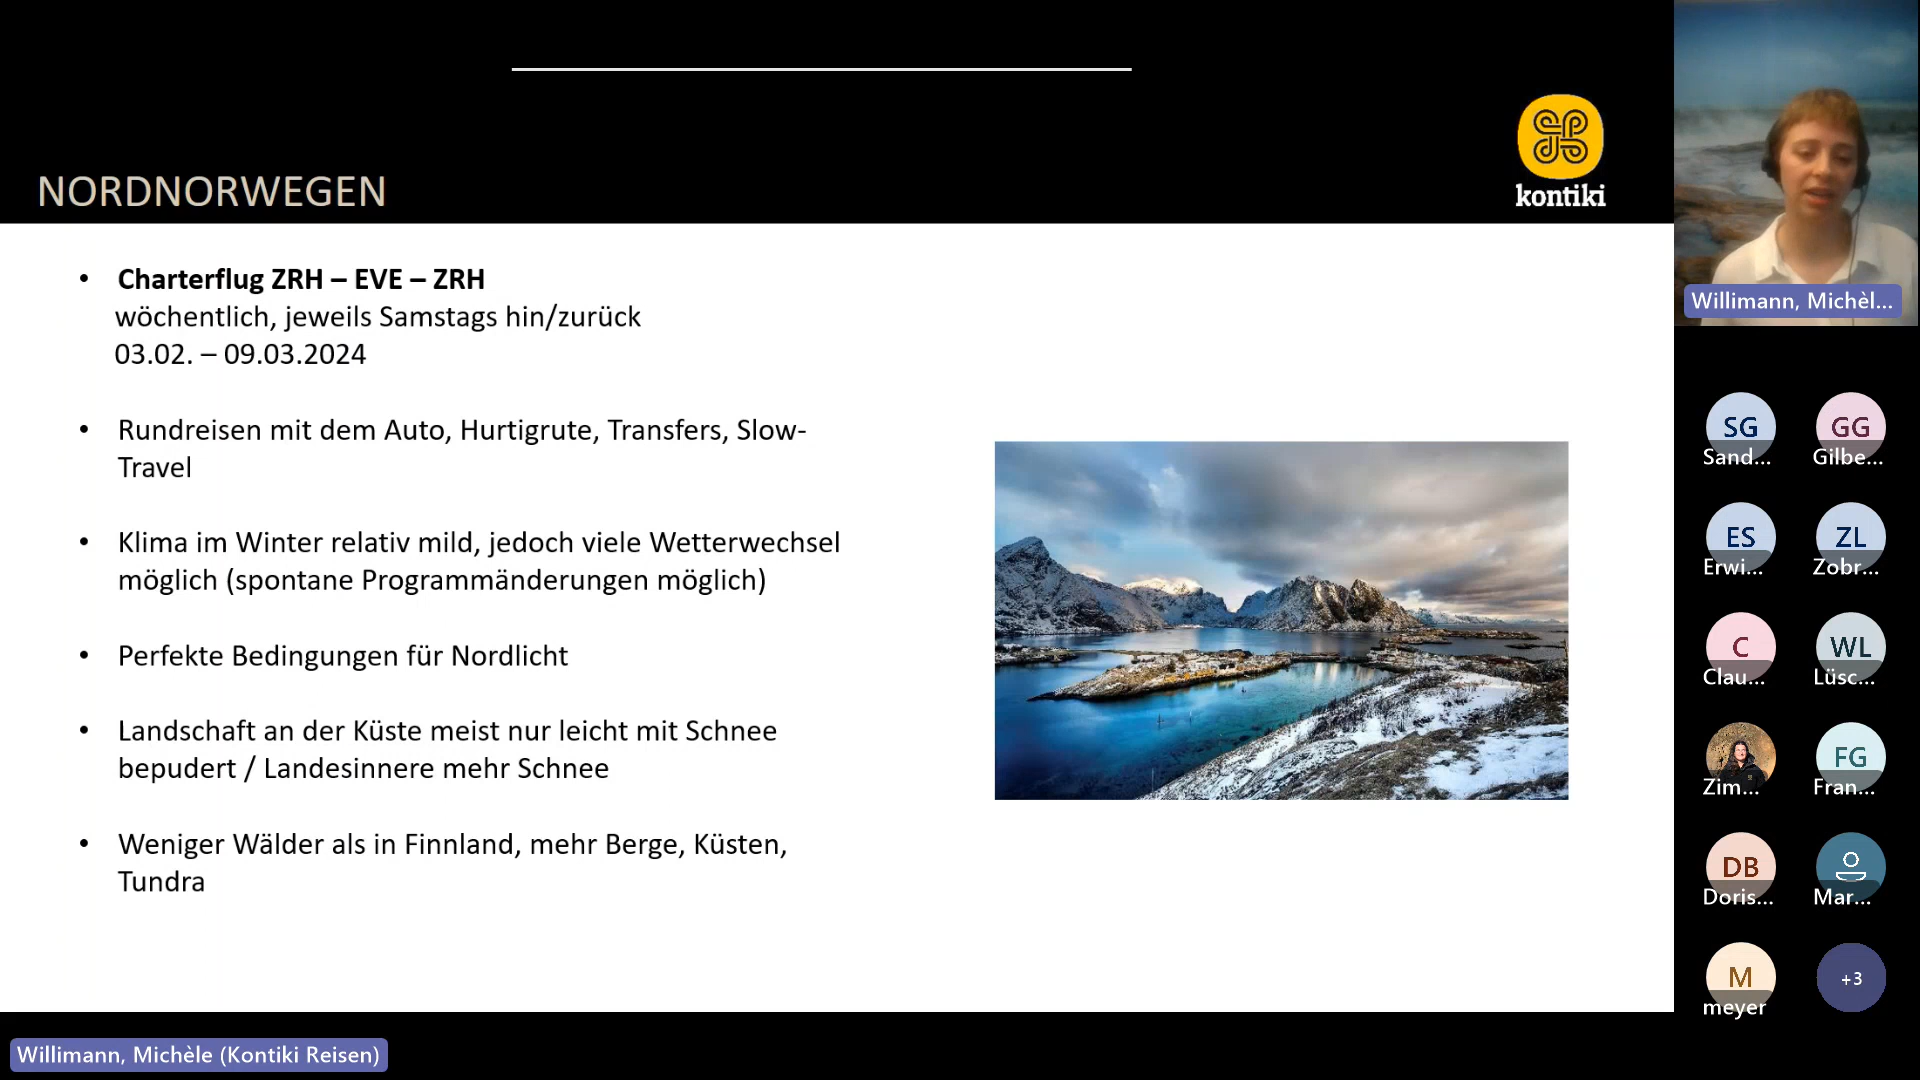 NORDNORWEGEN
kontiki
• Charterflug ZRH – EVE – ZRH
wöchentlich, jeweils Samstags hin/zurück
03.02. – 09.03.2024
• Rundreisen mit dem Auto, Hurtigrute, Transfers, Slow-
Travel
• Klima im Winter relativ mild, jedoch viele Wetterwechsel
möglich (spontane Programmänderungen möglich)
• Perfekte Bedingungen für Nordlicht
• Landschaft an der Küste meist nur leicht mit Schnee
bepudert / Landesinnere mehr Schnee
• Weniger Wälder als in Finnland, mehr Berge, Küsten,
Tundra
Willimann, Michèl...
SG
GG
Sand...
Gilbe...
ES
ZL
Erwi...
Zobr...
C
WL
Clau...
Lüsc...
FG
Zim...
Fran...
DB
Doris...
Mar...
M
+3
meyer
Willimann, Michèle (Kontiki Reisen)